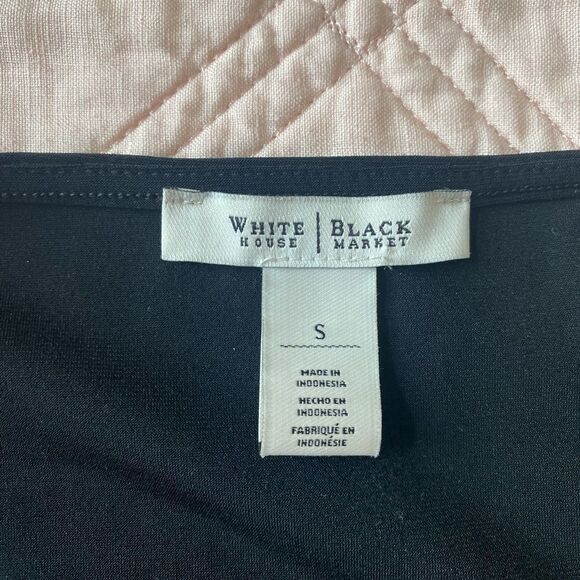 WHITE | BLACK
HOUSE | MARKET
S
MADE IN
INDONESIA
HECHO EN
INDONESIA
FABRIQUÉ EN
INDONÉSIE